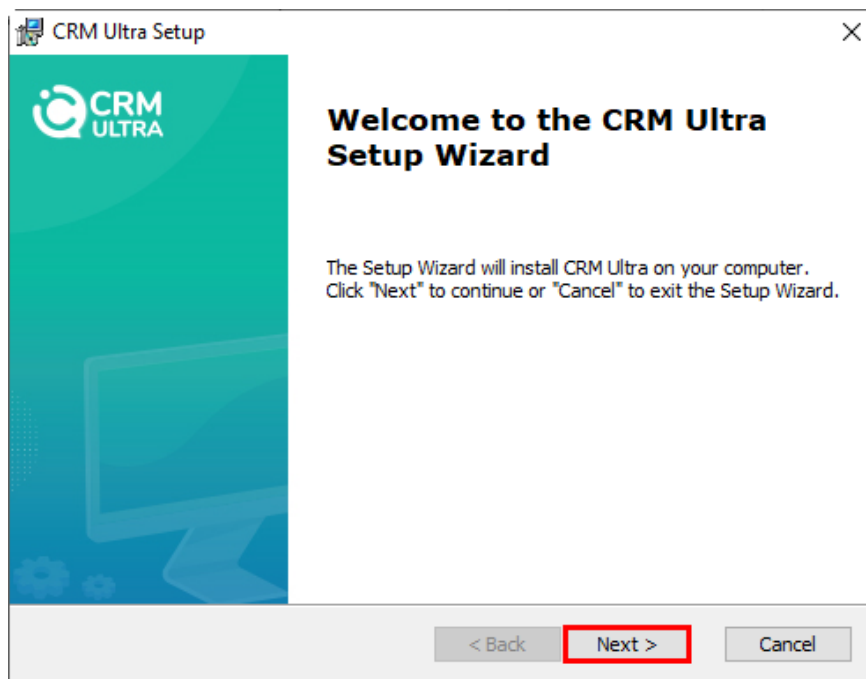 CRM Ultra Setup
CRM
ULTRA
Welcome to the CRM Ultra
Setup Wizard
The Setup Wizard will install CRM Ultra on your computer.
Click "Next" to continue or "Cancel" to exit the Setup Wizard.
< Back
Next >
Cancel